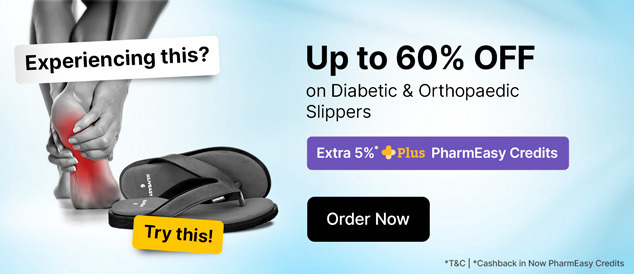 Experiencing this?
Up to 60% OFF
on Diabetic & Orthopaedic
Slippers
Extra 5%* Plus PharmEasy Credits
Order Now
Try this!
*T&C | *Cashback in Now PharmEasy Credits